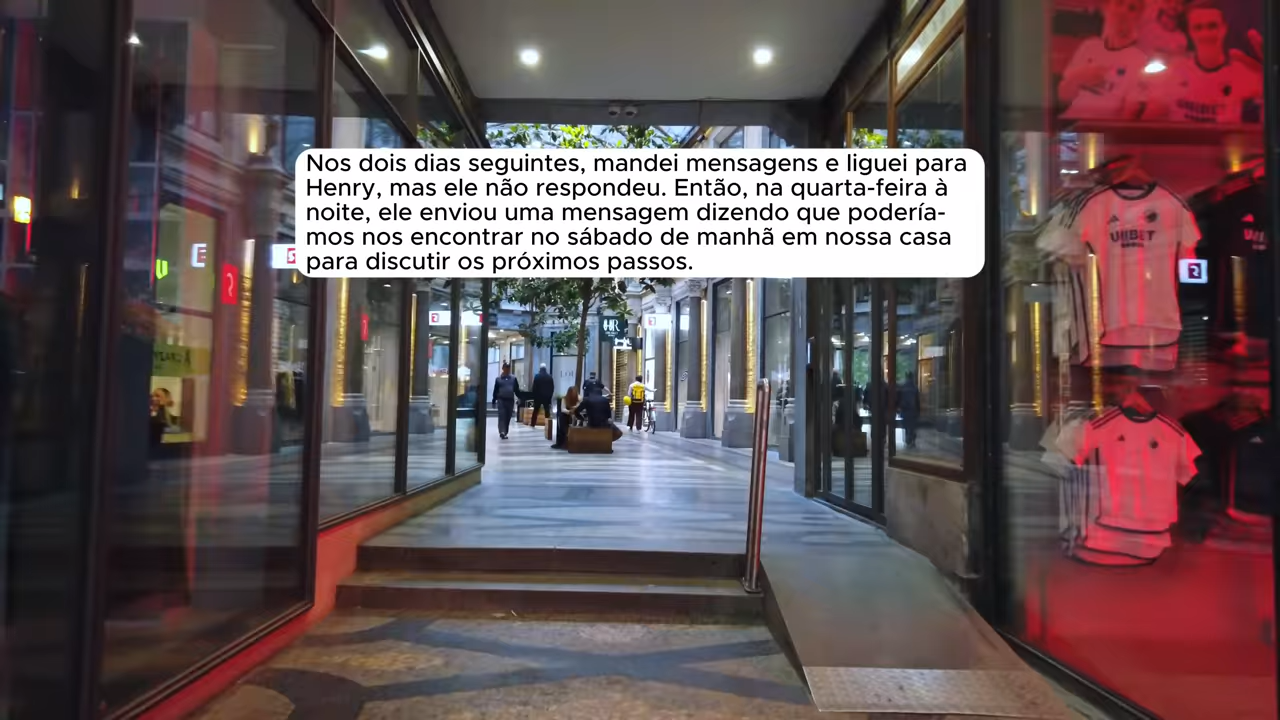 Nos dois dias seguintes, mandei mensagens e liguei para
Henry, mas ele não respondeu. Então, na quarta-feira à
noite, ele enviou uma mensagem dizendo que podería-
mos nos encontrar no sábado de manhã em nossa casa
para discutir os próximos passos.
HR
UNIBET